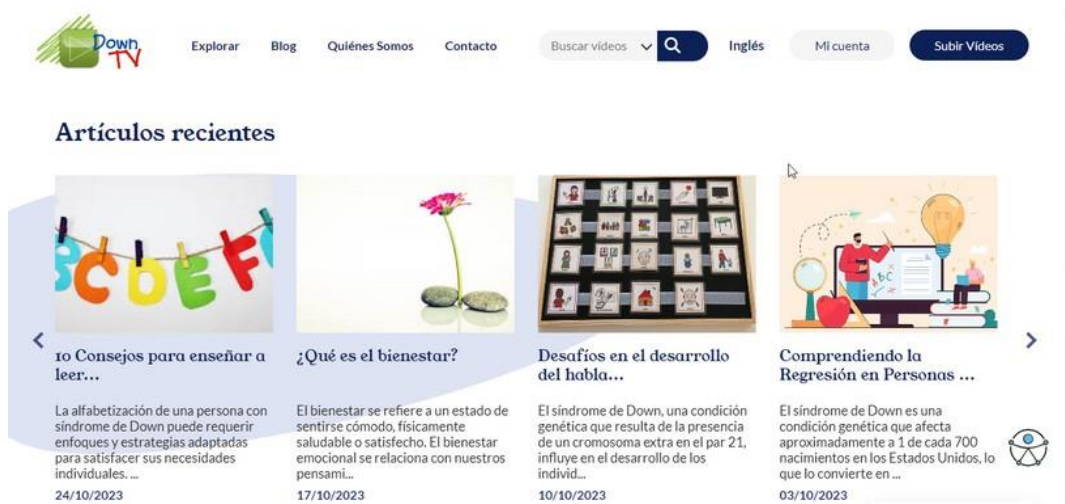 Down
TV
Explorar
Blog
Quiénes Somos
Contacto
Buscar vídeos
Inglés
Mi cuenta
Subir Vídeos
Artículos recientes
CDEF
ABC
10 Consejos para enseñar a
leer...
La alfabetización de una persona con
síndrome de Down puede requerir
enfoques y estrategias adaptadas
para satisfacer sus necesidades
individuales. ...
24/10/2023
¿Qué es el bienestar?
El bienestar se refiere a un estado de
sentirse cómodo, físicamente
saludable o satisfecho. El bienestar
emocional se relaciona con nuestros
pensami...
17/10/2023
Desafíos en el desarrollo
del habla...
El síndrome de Down, una condición
genética que resulta de la presencia
de un cromosoma extra en el par 21,
influye en el desarrollo de los
individ...
10/10/2023
Comprendiendo la
Regresión en Personas ...
El síndrome de Down es una
condición genética que afecta
aproximadamente a 1 de cada 700
nacimientos en los Estados Unidos, lo
que lo convierte en ...
03/10/2023